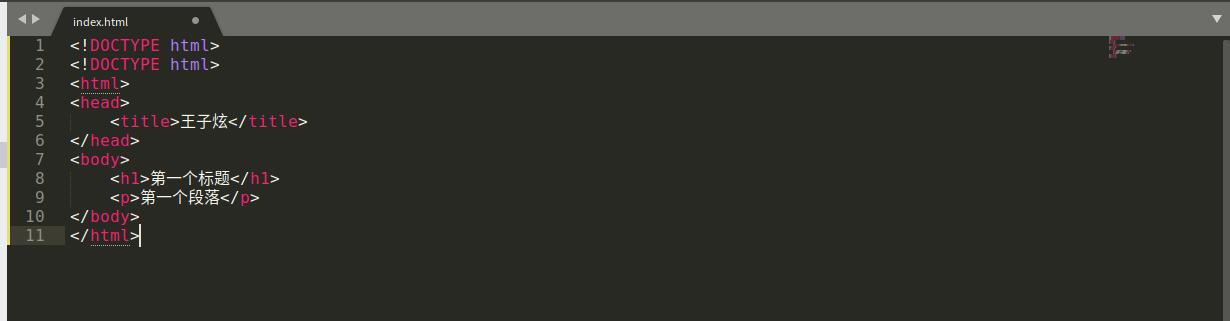 index.html
1 <!DOCTYPE html>
2 <!DOCTYPE html>
3 <html>
4 <head>
5     <title>王子炫</title>
6 </head>
7 <body>
8     <h1>第一个标题</h1>
9     <p>第一个段落</p>
10 </body>
11 </html>